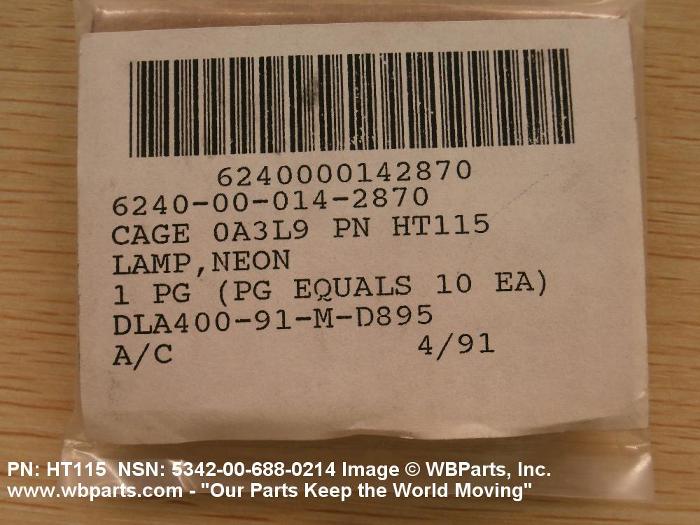 6240000142870
6240-00-014-2870
CAGE 0A3L9 PN HT115
LAMP,NEON
1 PG (PG EQUALS 10 EA)
DLA400-91-M-D895
A/C 4/91
PN: HT115 NSN: 5342-00-688-0214 Image © WBParts, Inc.
www.wbparts.com - "Our Parts Keep the World Moving"